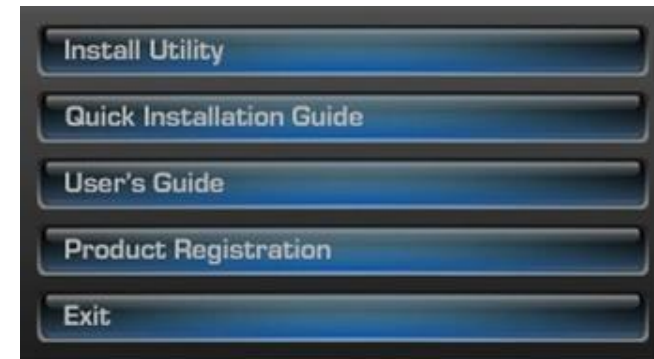 Install Utility
Quick Installation Guide
User's Guide
Product Registration
Exit